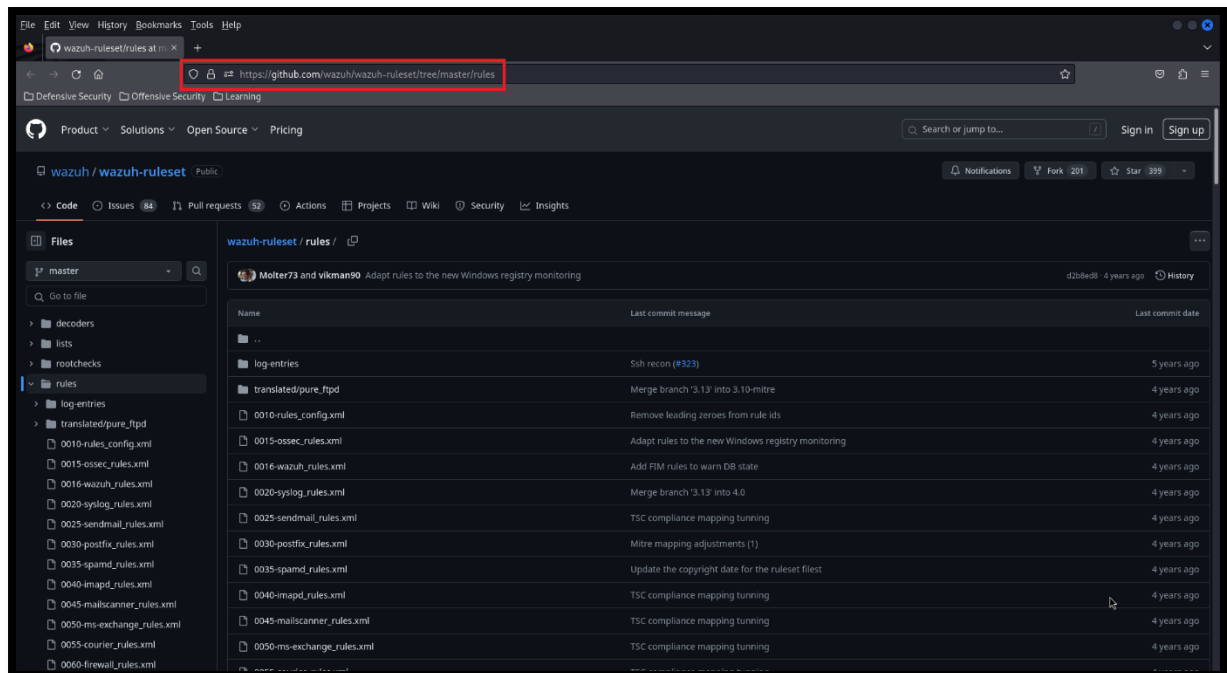 File Edit View History Bookmarks Tools Help
wazuh-ruleset/rules at m × +
https://github.com/wazuh/wazuh-ruleset/tree/master/rules
Defensive Security Offensive Security Learning
Product Solutions Open Source Pricing Search or jump to... / Sign in Sign up
wazuh / wazuh-ruleset Public Notifications Fork 201 Star 399
<> Code Issues 84 Pull requests 52 Actions Projects Wiki Security Insights
Files wazuh-ruleset / rules /
master
Molter73 and vikman90 Adapt rules to the new Windows registry monitoring d2b8ed8 · 4 years ago History
Go to file
Name Last commit message Last commit date
decoders
..
lists
log-entries Ssh recon (#323) 5 years ago
rootchecks
rules
translated/pure_ftpd Merge branch '3.13' into 3.10-mitre 4 years ago
log-entries
0010-rules_config.xml Remove leading zeroes from rule ids 4 years ago
translated/pure_ftpd
0015-ossec_rules.xml Adapt rules to the new Windows registry monitoring 4 years ago
0010-rules_config.xml
0015-ossec_rules.xml
0016-wazuh_rules.xml Add FIM rules to warn DB state 4 years ago
0016-wazuh_rules.xml
0020-syslog_rules.xml Merge branch '3.13' into 4.0 4 years ago
0020-syslog_rules.xml
0025-sendmail_rules.xml TSC compliance mapping tunning 4 years ago
0025-sendmail_rules.xml
0030-postfix_rules.xml Mitre mapping adjustments (1) 4 years ago
0030-postfix_rules.xml
0035-spamd_rules.xml Update the copyright date for the ruleset filest 4 years ago
0035-spamd_rules.xml
0040-imapd_rules.xml
0040-imapd_rules.xml TSC compliance mapping tunning 4 years ago
0045-mailscanner_rules.xml
0045-mailscanner_rules.xml TSC compliance mapping tunning 4 years ago
0050-ms-exchange_rules.xml
0050-ms-exchange_rules.xml TSC compliance mapping tunning 4 years ago
0055-courier_rules.xml
0060-firewall_rules.xml